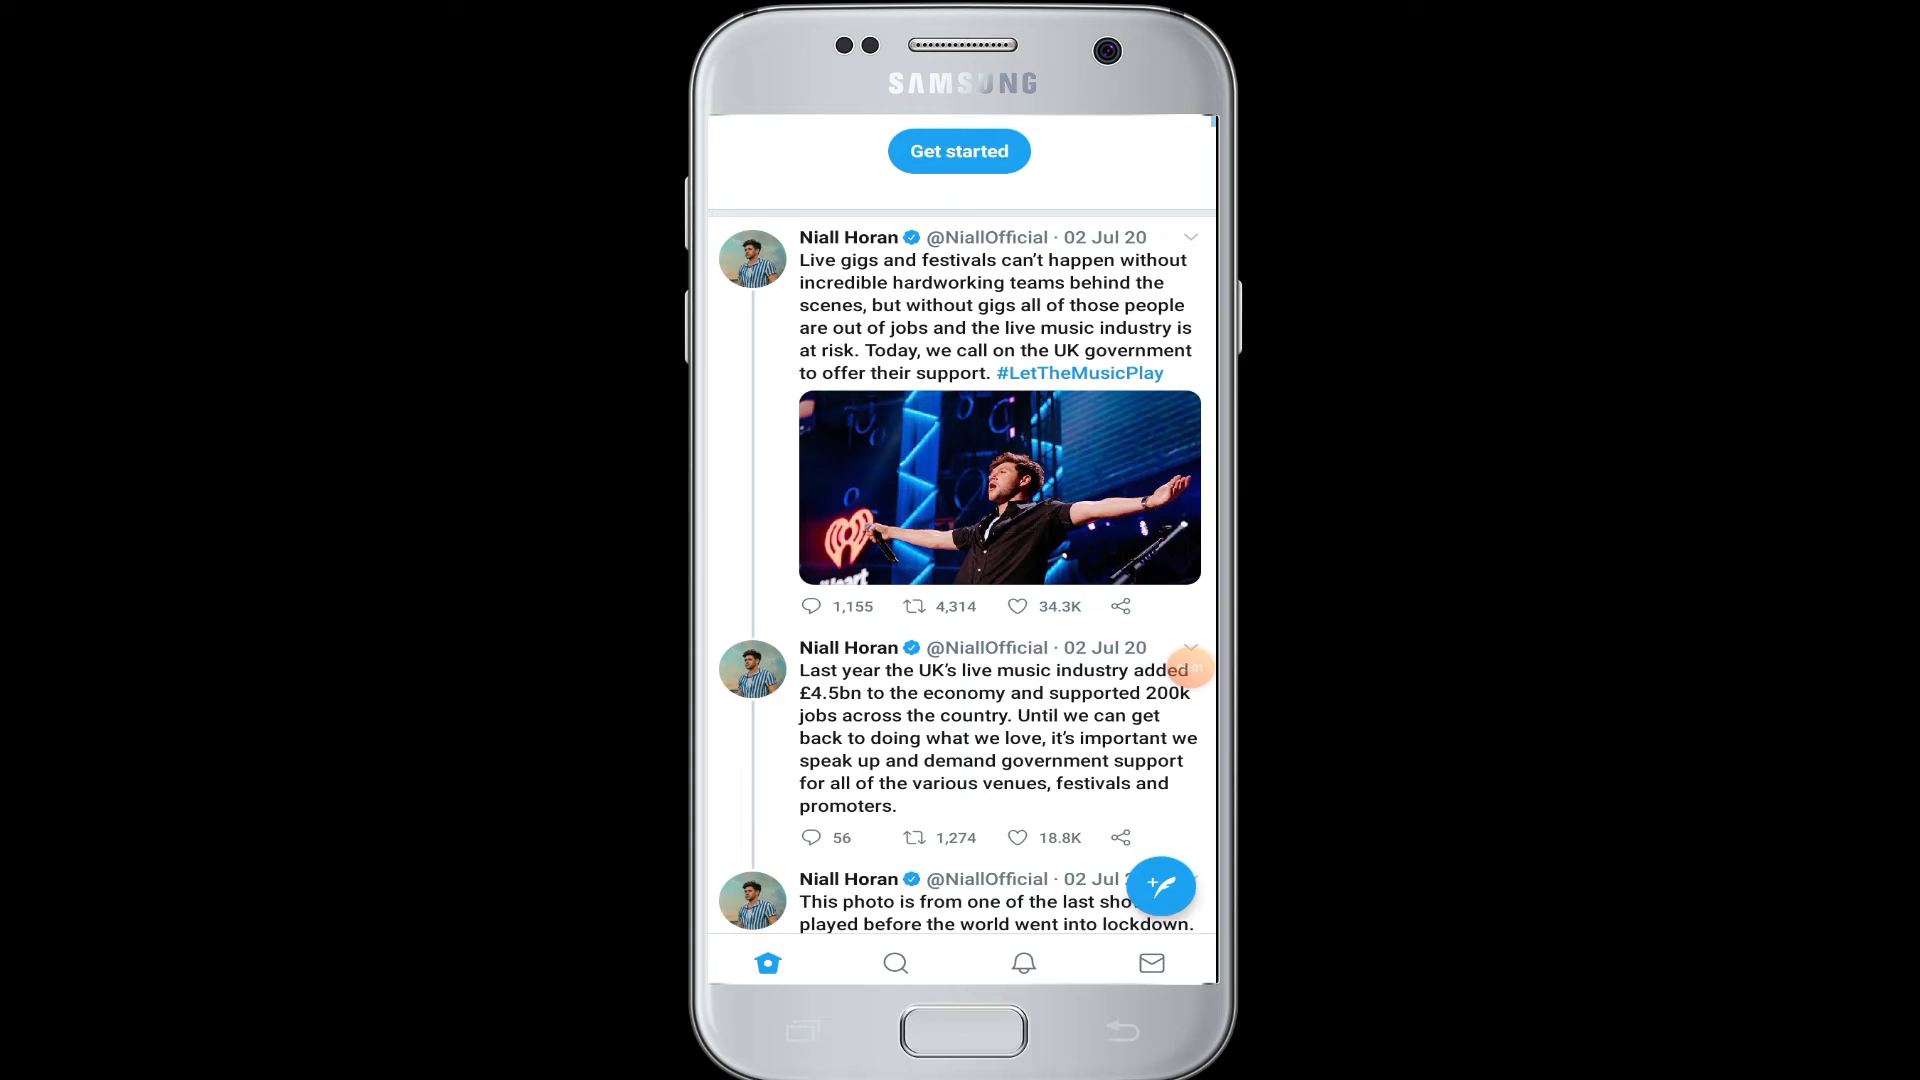 SAMSUNG
Get started
Niall Horan @NiallOfficial · 02 Jul 20
Live gigs and festivals can’t happen without
incredible hardworking teams behind the
scenes, but without gigs all of those people
are out of jobs and the live music industry is
at risk. Today, we call on the UK government
to offer their support. #LetTheMusicPlay
1,155 4,314 34.3K
Niall Horan @NiallOfficial · 02 Jul 20
Last year the UK’s live music industry added
£4.5bn to the economy and supported 200k
jobs across the country. Until we can get
back to doing what we love, it’s important we
speak up and demand government support
for all of the various venues, festivals and
promoters.
56 1,274 18.8K
Niall Horan @NiallOfficial · 02 Jul
This photo is from one of the last
played before the world went into lockdown.